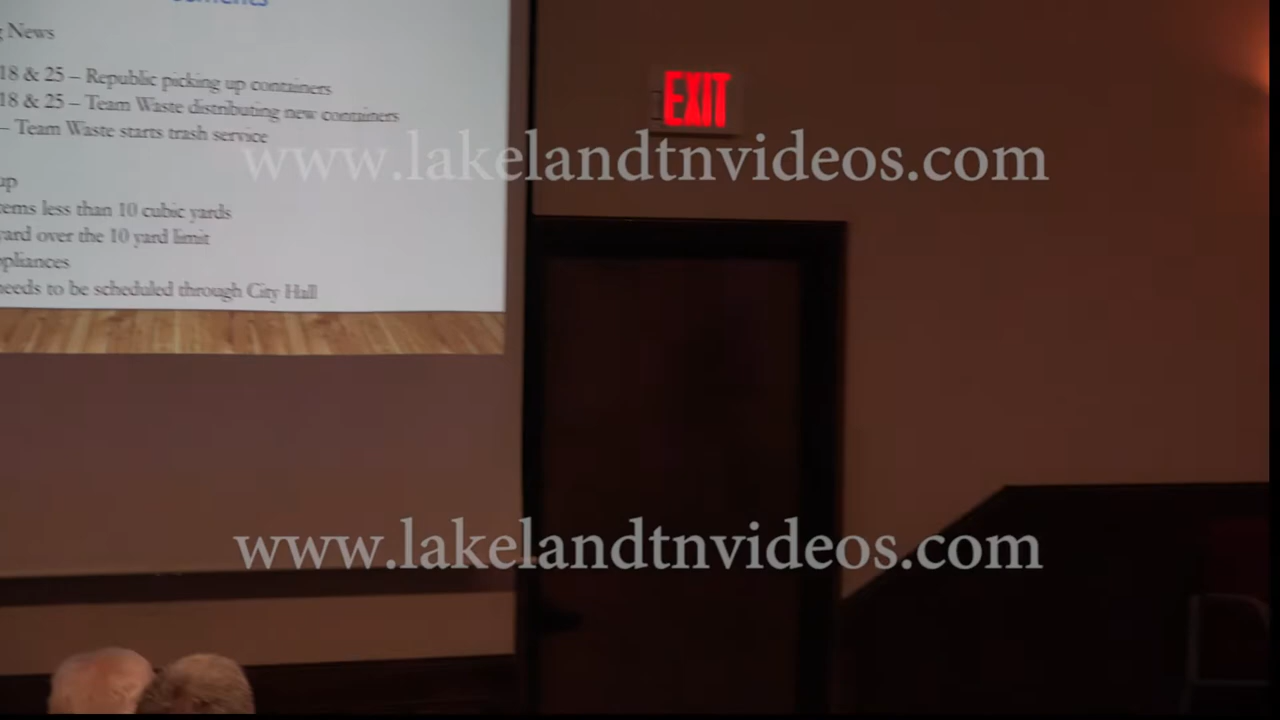 News
18 & 25 – Republic picking up containers
18 & 25 – Team Waste distributing new containers
– Team Waste starts trash service
up
ems less than 10 cubic yards
yard over the 10 yard limit
ppliances
needs to be scheduled through City Hall
EXIT
www.lakelandtnvideos.com
www.lakelandtnvideos.com